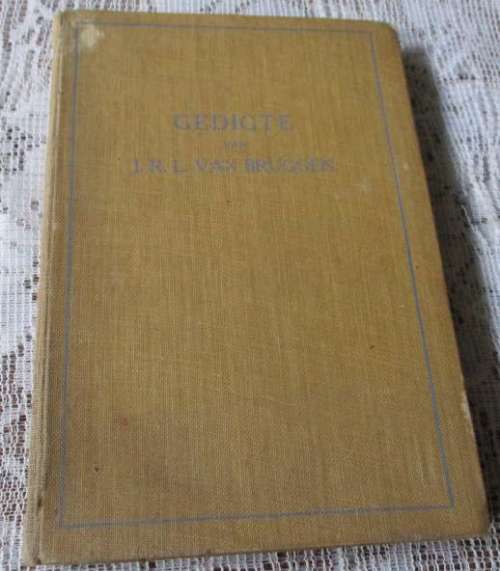 GEDIGTE
VAN
J. R. L. VAN BRUGGEN